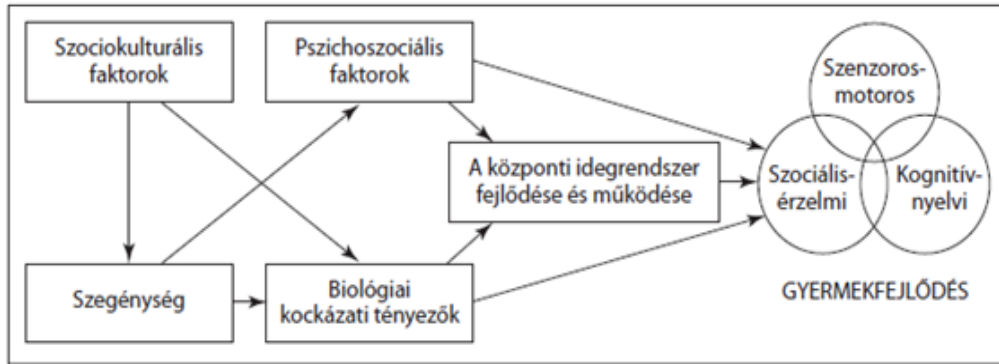 Szociokulturális
faktorok
Pszichoszociális
faktorok
Szenzoros-
motoros
A központi idegrendszer
fejlődése és működése
Szociális-
érzelmi
Kognitív-
nyelvi
Szegénység
Biológiai
kockázati tényezők
GYERMEKFEJLŐDÉS